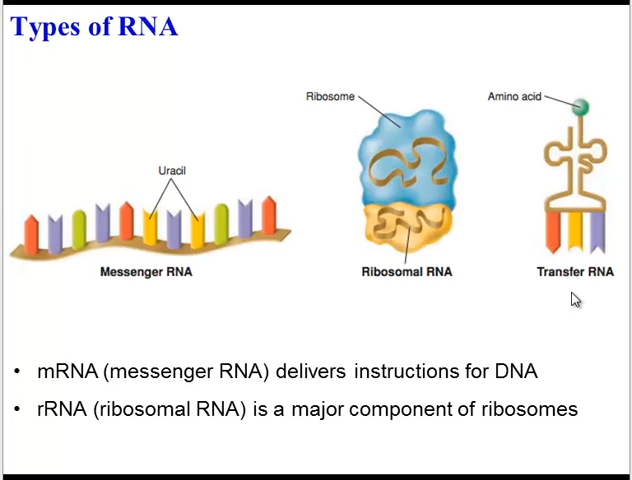 Types of RNA
Ribosome
Amino acid
Uracil
Messenger RNA
Ribosomal RNA
Transfer RNA
• mRNA (messenger RNA) delivers instructions for DNA
• rRNA (ribosomal RNA) is a major component of ribosomes